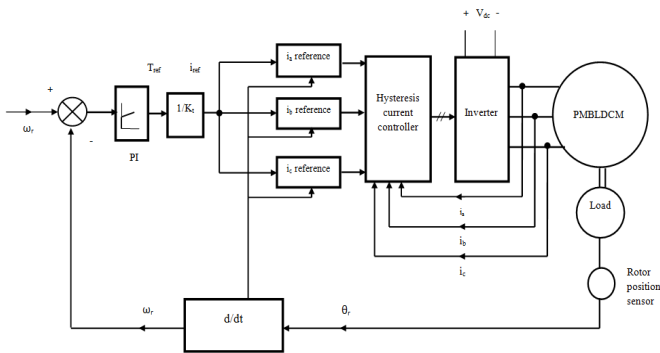 + V_dc -
T_ref
i_ref
i_a reference
+
ω_r
-
PI
1/K_t
i_b reference
i_c reference
Hysteresis
current
controller
Inverter
PMBLDCM
Load
i_a
i_b
i_c
Rotor
position
sensor
ω_r
d/dt
θ_r